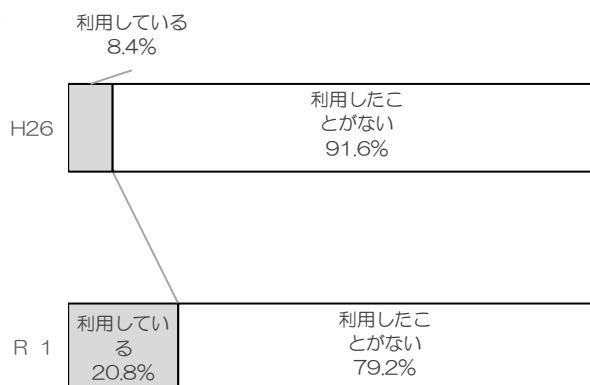 利用している
8.4%
H26
利用したこ
とがない
91.6%
R 1
利用してい
る
20.8%
利用したこ
とがない
79.2%